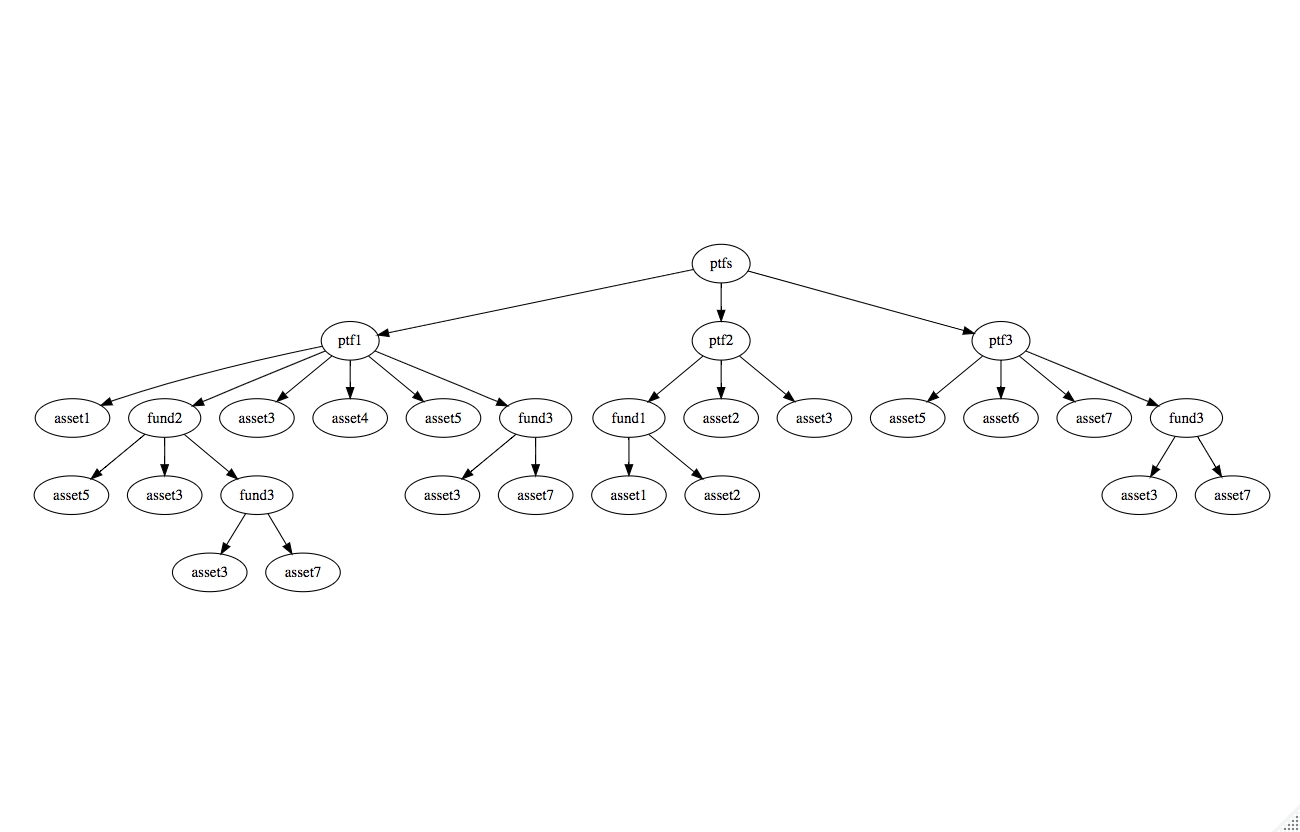 ptfs
ptf1 ptf2 ptf3
asset1 fund2 asset3 asset4 asset5 fund3 fund1 asset2 asset3 asset5 asset6 asset7 fund3
asset5 asset3 fund3 asset3 asset7 asset1 asset2 asset3 asset7
asset3 asset7